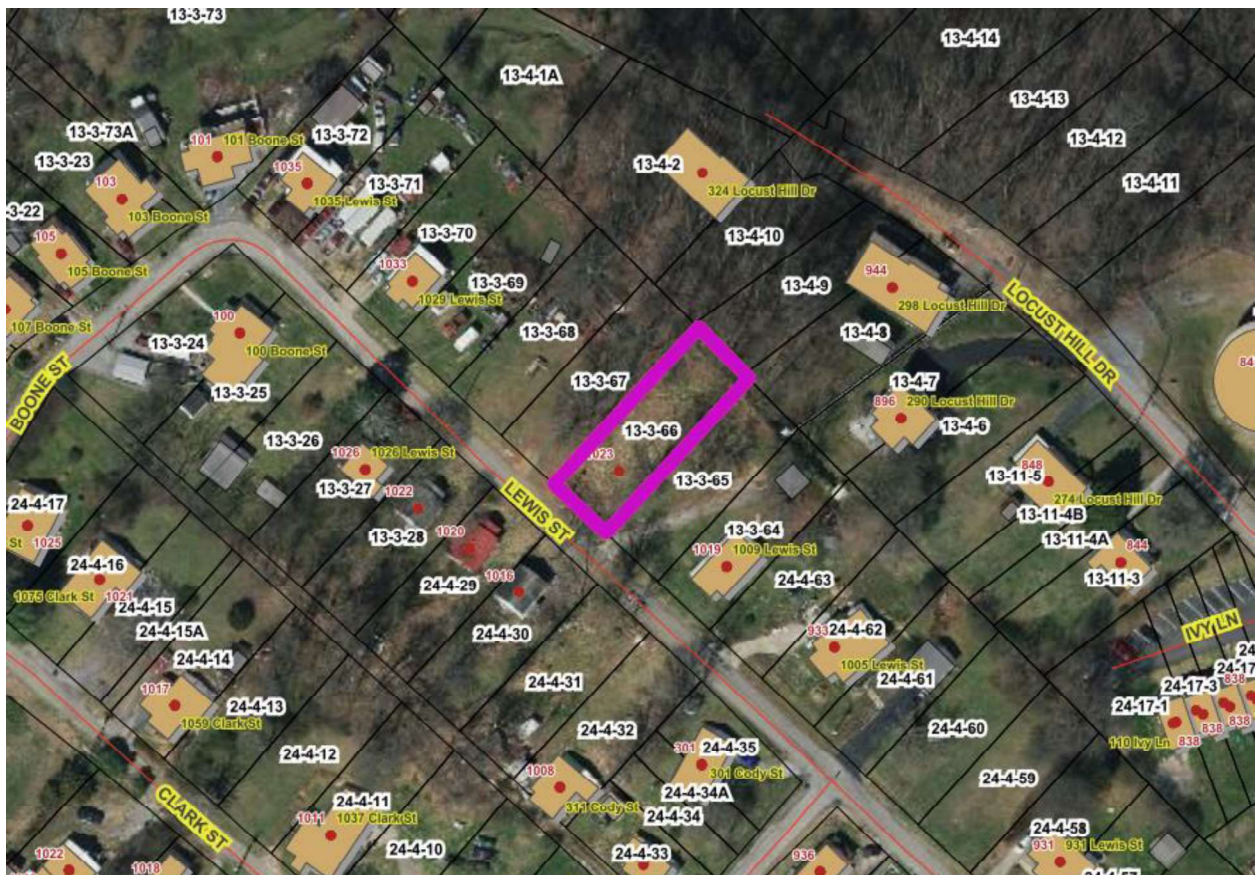 13-3-73
13-4-14
13-4-1A
13-4-13
13-3-73A
101
101 Boone St
13-3-72
13-4-12
13-3-23
1035
13-4-2
103
13-3-71
324 Locust Hill Dr
13-4-11
1035 Lewis St
3-22
103 Boone St
105
13-3-70
13-4-10
105 Boone St
1033
944
13-3-69
13-4-9
1029 Lewis St
298 Locust Hill Dr
LOCUST HILL DR
107 Boone St
100
13-3-68
13-4-8
13-3-24
100 Boone St
BOONE ST
13-3-67
13-4-7
84
13-3-25
290 Locust Hill Dr
896
13-4-6
13-3-66
13-3-26
1026
1026 Lewis St
1023
848
13-3-27
1022
LEWIS ST
13-3-65
13-11-5
274 Locust Hill Dr
24-4-17
13-3-28
13-11-4B
1020
13-3-64
St
1025
1019
1009 Lewis St
13-11-4A
844
24-4-16
1016
24-4-29
24-4-63
13-11-3
1075 Clark St
1021
24-4-15
24-4-30
933
24-4-62
IVY LN
24-4-15A
24-4-14
1005 Lewis St
24-4-61
1017
24-4-31
24-17-3
838
24-4-13
24-17-1
1059 Clark St
24-4-32
24-4-60
838
838
838
110 Ivy Ln
24-4-12
301
24-4-35
1008
301 Cody St
24-4-59
24-4-11
24-4-34A
311 Cody St
CLARK ST
1011
1037 Clark St
24-4-34
24-4-58
24-4-10
24-4-33
931
931 Lewis St
1022
1018
936